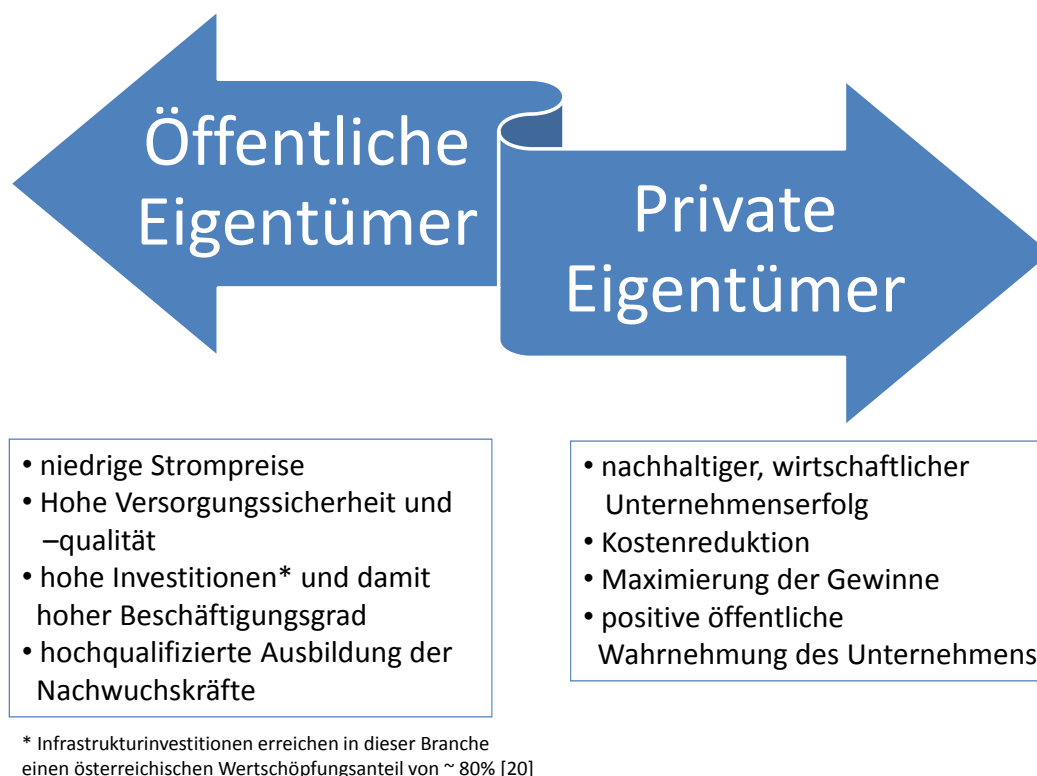 Öffentliche
Eigentümer
Private
Eigentümer
• niedrige Strompreise
• Hohe Versorgungssicherheit und
–qualität
• hohe Investitionen* und damit
hoher Beschäftigungsgrad
• hochqualifizierte Ausbildung der
Nachwuchskräfte
• nachhaltiger, wirtschaftlicher
Unternehmenserfolg
• Kostenreduktion
• Maximierung der Gewinne
• positive öffentliche
Wahrnehmung des Unternehmens
* Infrastrukturinvestitionen erreichen in dieser Branche
einen österreichischen Wertschöpfungsanteil von ~ 80% [20]